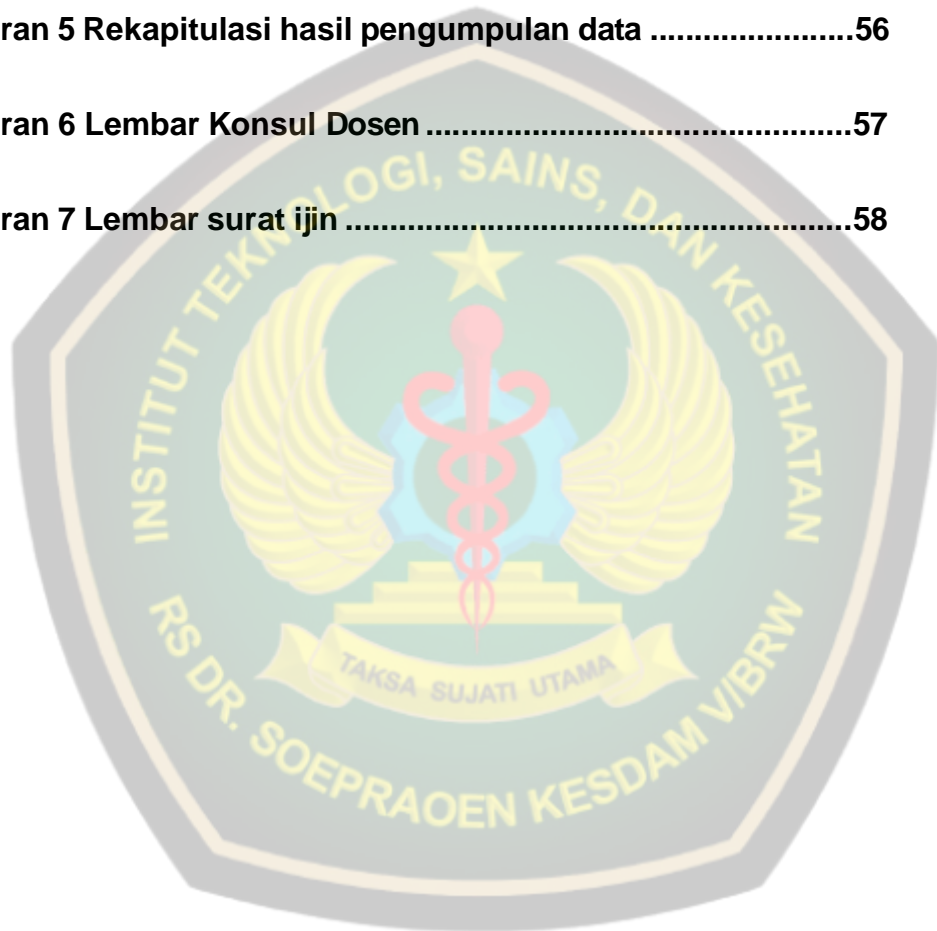 ran 5 Rekapitulasi hasil pengumpulan data .......................56
ran 6 Lembar Konsul Dosen ................................................57
ran 7 Lembar surat ijin .........................................................58
INSTITUT TEKNOLOGI, SAINS, DAN KESEHATAN
TAKSA SUJATI UTAMA
RS DR. SOEPRAOEN KESDAM V/BRW